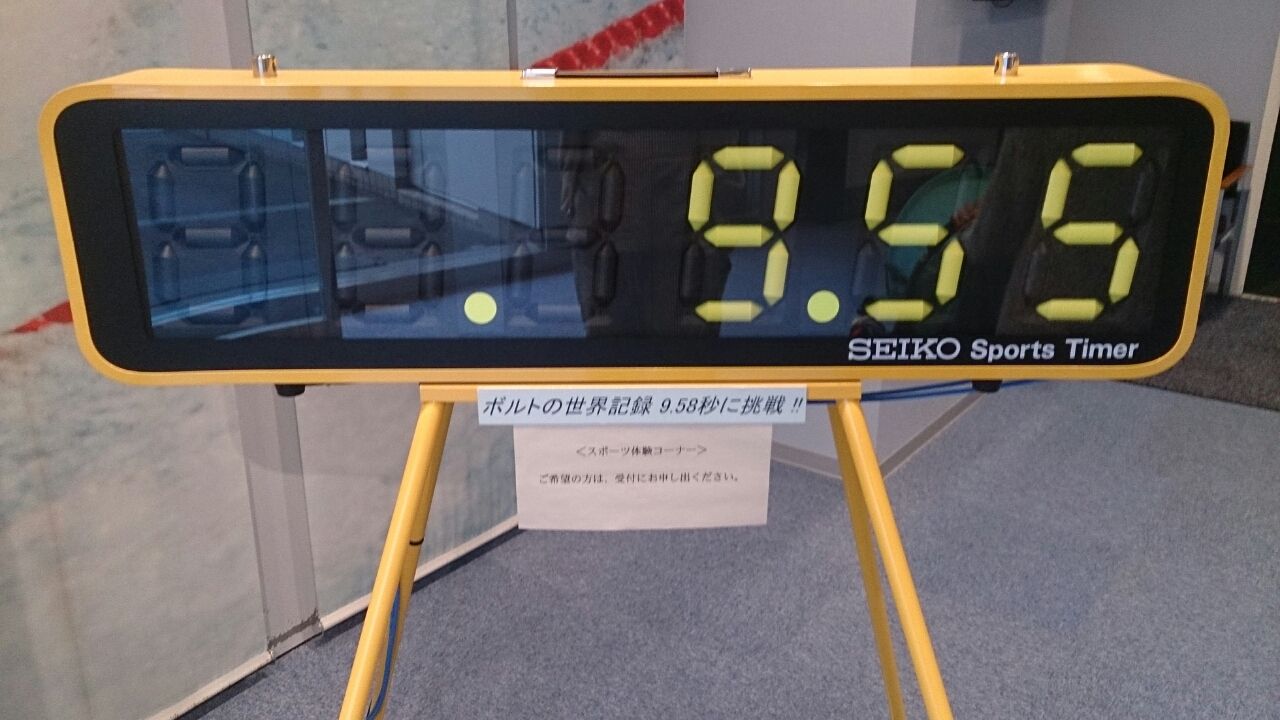 9.55
SEIKO Sports Timer
ボルトの世界記録 9.58秒に挑戦 !!
＜スポーツ体験コーナー＞
ご希望の方は、受付にお申し出ください。